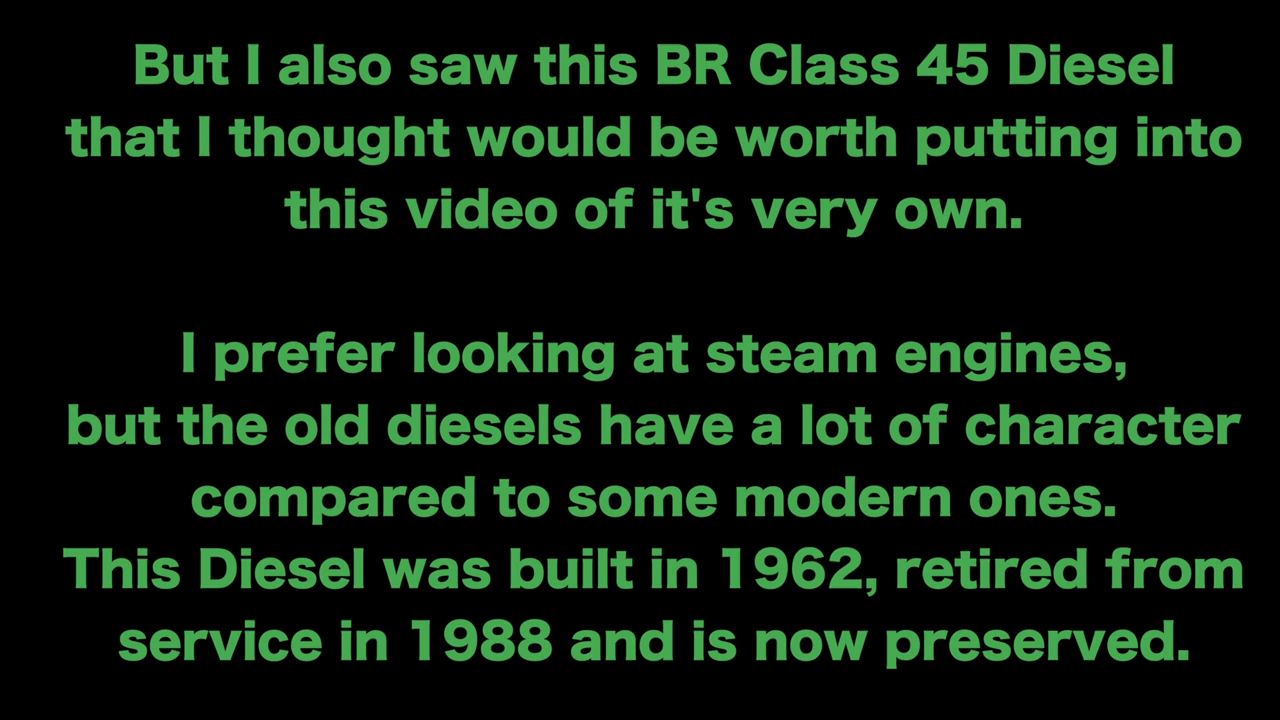 But I also saw this BR Class 45 Diesel
that I thought would be worth putting into
this video of it's very own.
I prefer looking at steam engines,
but the old diesels have a lot of character
compared to some modern ones.
This Diesel was built in 1962, retired from
service in 1988 and is now preserved.